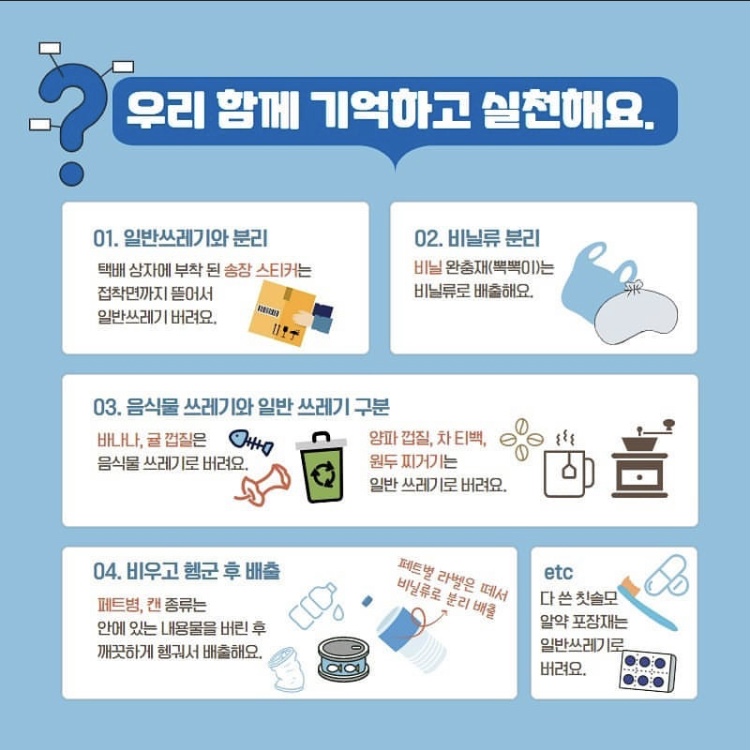 우리 함께 기억하고 실천해요.
01. 일반쓰레기와 분리
택배 상자에 부착 된 송장 스티커는
접착면까지 뜯어서
일반쓰레기 버려요.
02. 비닐류 분리
비닐 완충재(뽁뽁이)는
비닐류로 배출해요.
03. 음식물 쓰레기와 일반 쓰레기 구분
바나나, 귤 껍질은
음식물 쓰레기로 버려요.
양파 껍질, 차 티백,
원두 찌거기는
일반 쓰레기로 버려요.
04. 비우고 헹군 후 배출
페트병, 캔 종류는
안에 있는 내용물을 버린 후
깨끗하게 헹궈서 배출해요.
페트별 라벨은 떼서
비닐류로 분리 배출
etc
다 쓴 칫솔모
알약 포장재는
일반쓰레기로
버려요.